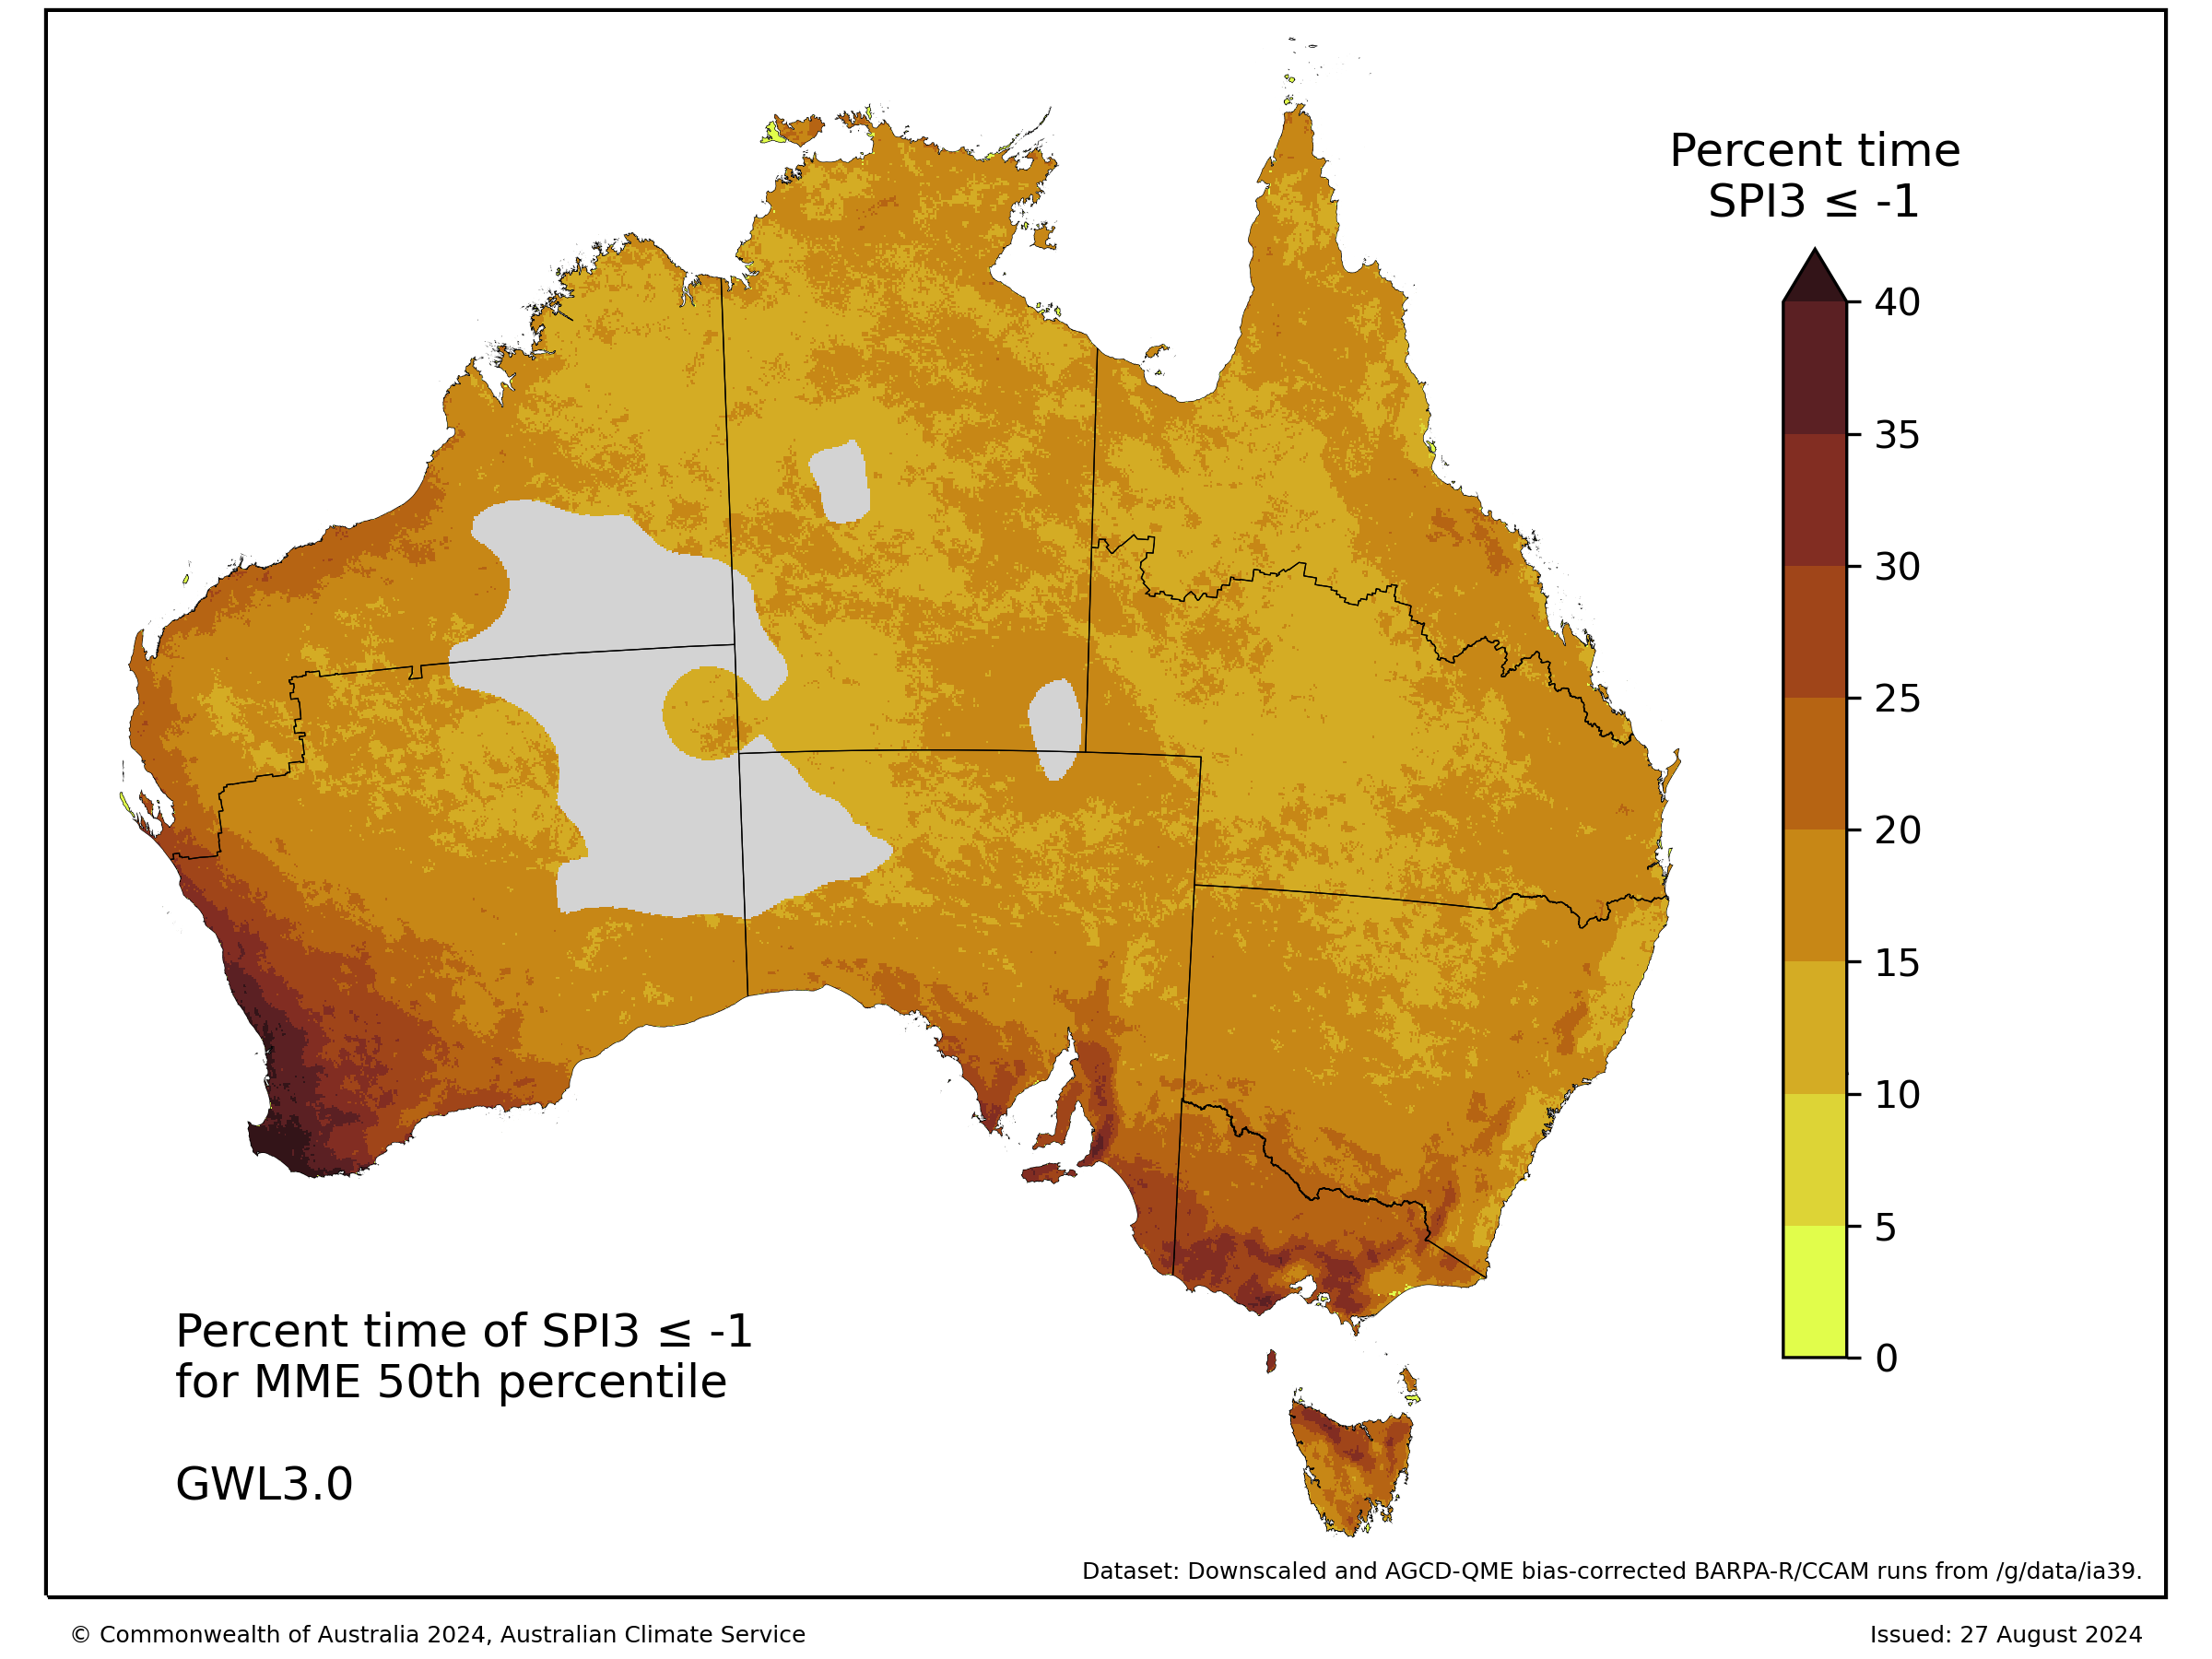 Percent time
SPI3 ≤ -1
40
35
30
25
20
15
10
5
0
Percent time of SPI3 ≤ -1
for MME 50th percentile
GWL3.0
Dataset: Downscaled and AGCD-QME bias-corrected BARPA-R/CCAM runs from /g/data/ia39.
© Commonwealth of Australia 2024, Australian Climate Service
Issued: 27 August 2024